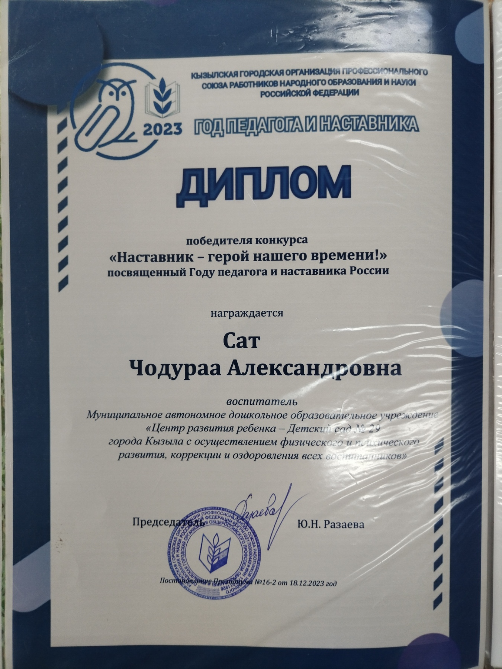 КЫЗЫЛСКАЯ ГОРОДСКАЯ ОРГАНИЗАЦИЯ ПРОФЕССИОНАЛЬНОГО
СОЮЗА РАБОТНИКОВ НАРОДНОГО ОБРАЗОВАНИЯ И НАУКИ
РОССИЙСКОЙ ФЕДЕРАЦИИ
2023
ГОД ПЕДАГОГА И НАСТАВНИКА
ДИПЛОМ
победителя конкурса
«Наставник – герой нашего времени!»
посвященный Году педагога и наставника России
награждается
Сат
Чодураа Александровна
воспитатель
Муниципальное автономное дошкольное образовательное учреждение
«Центр развития ребенка – Детский сад № 29
города Кызыла с осуществлением физического и психического
развития, коррекции и оздоровления всех воспитанников»
Председатель
Ю.Н. Разаева
Постановление Президиума №16-2 от 18.12.2023 год